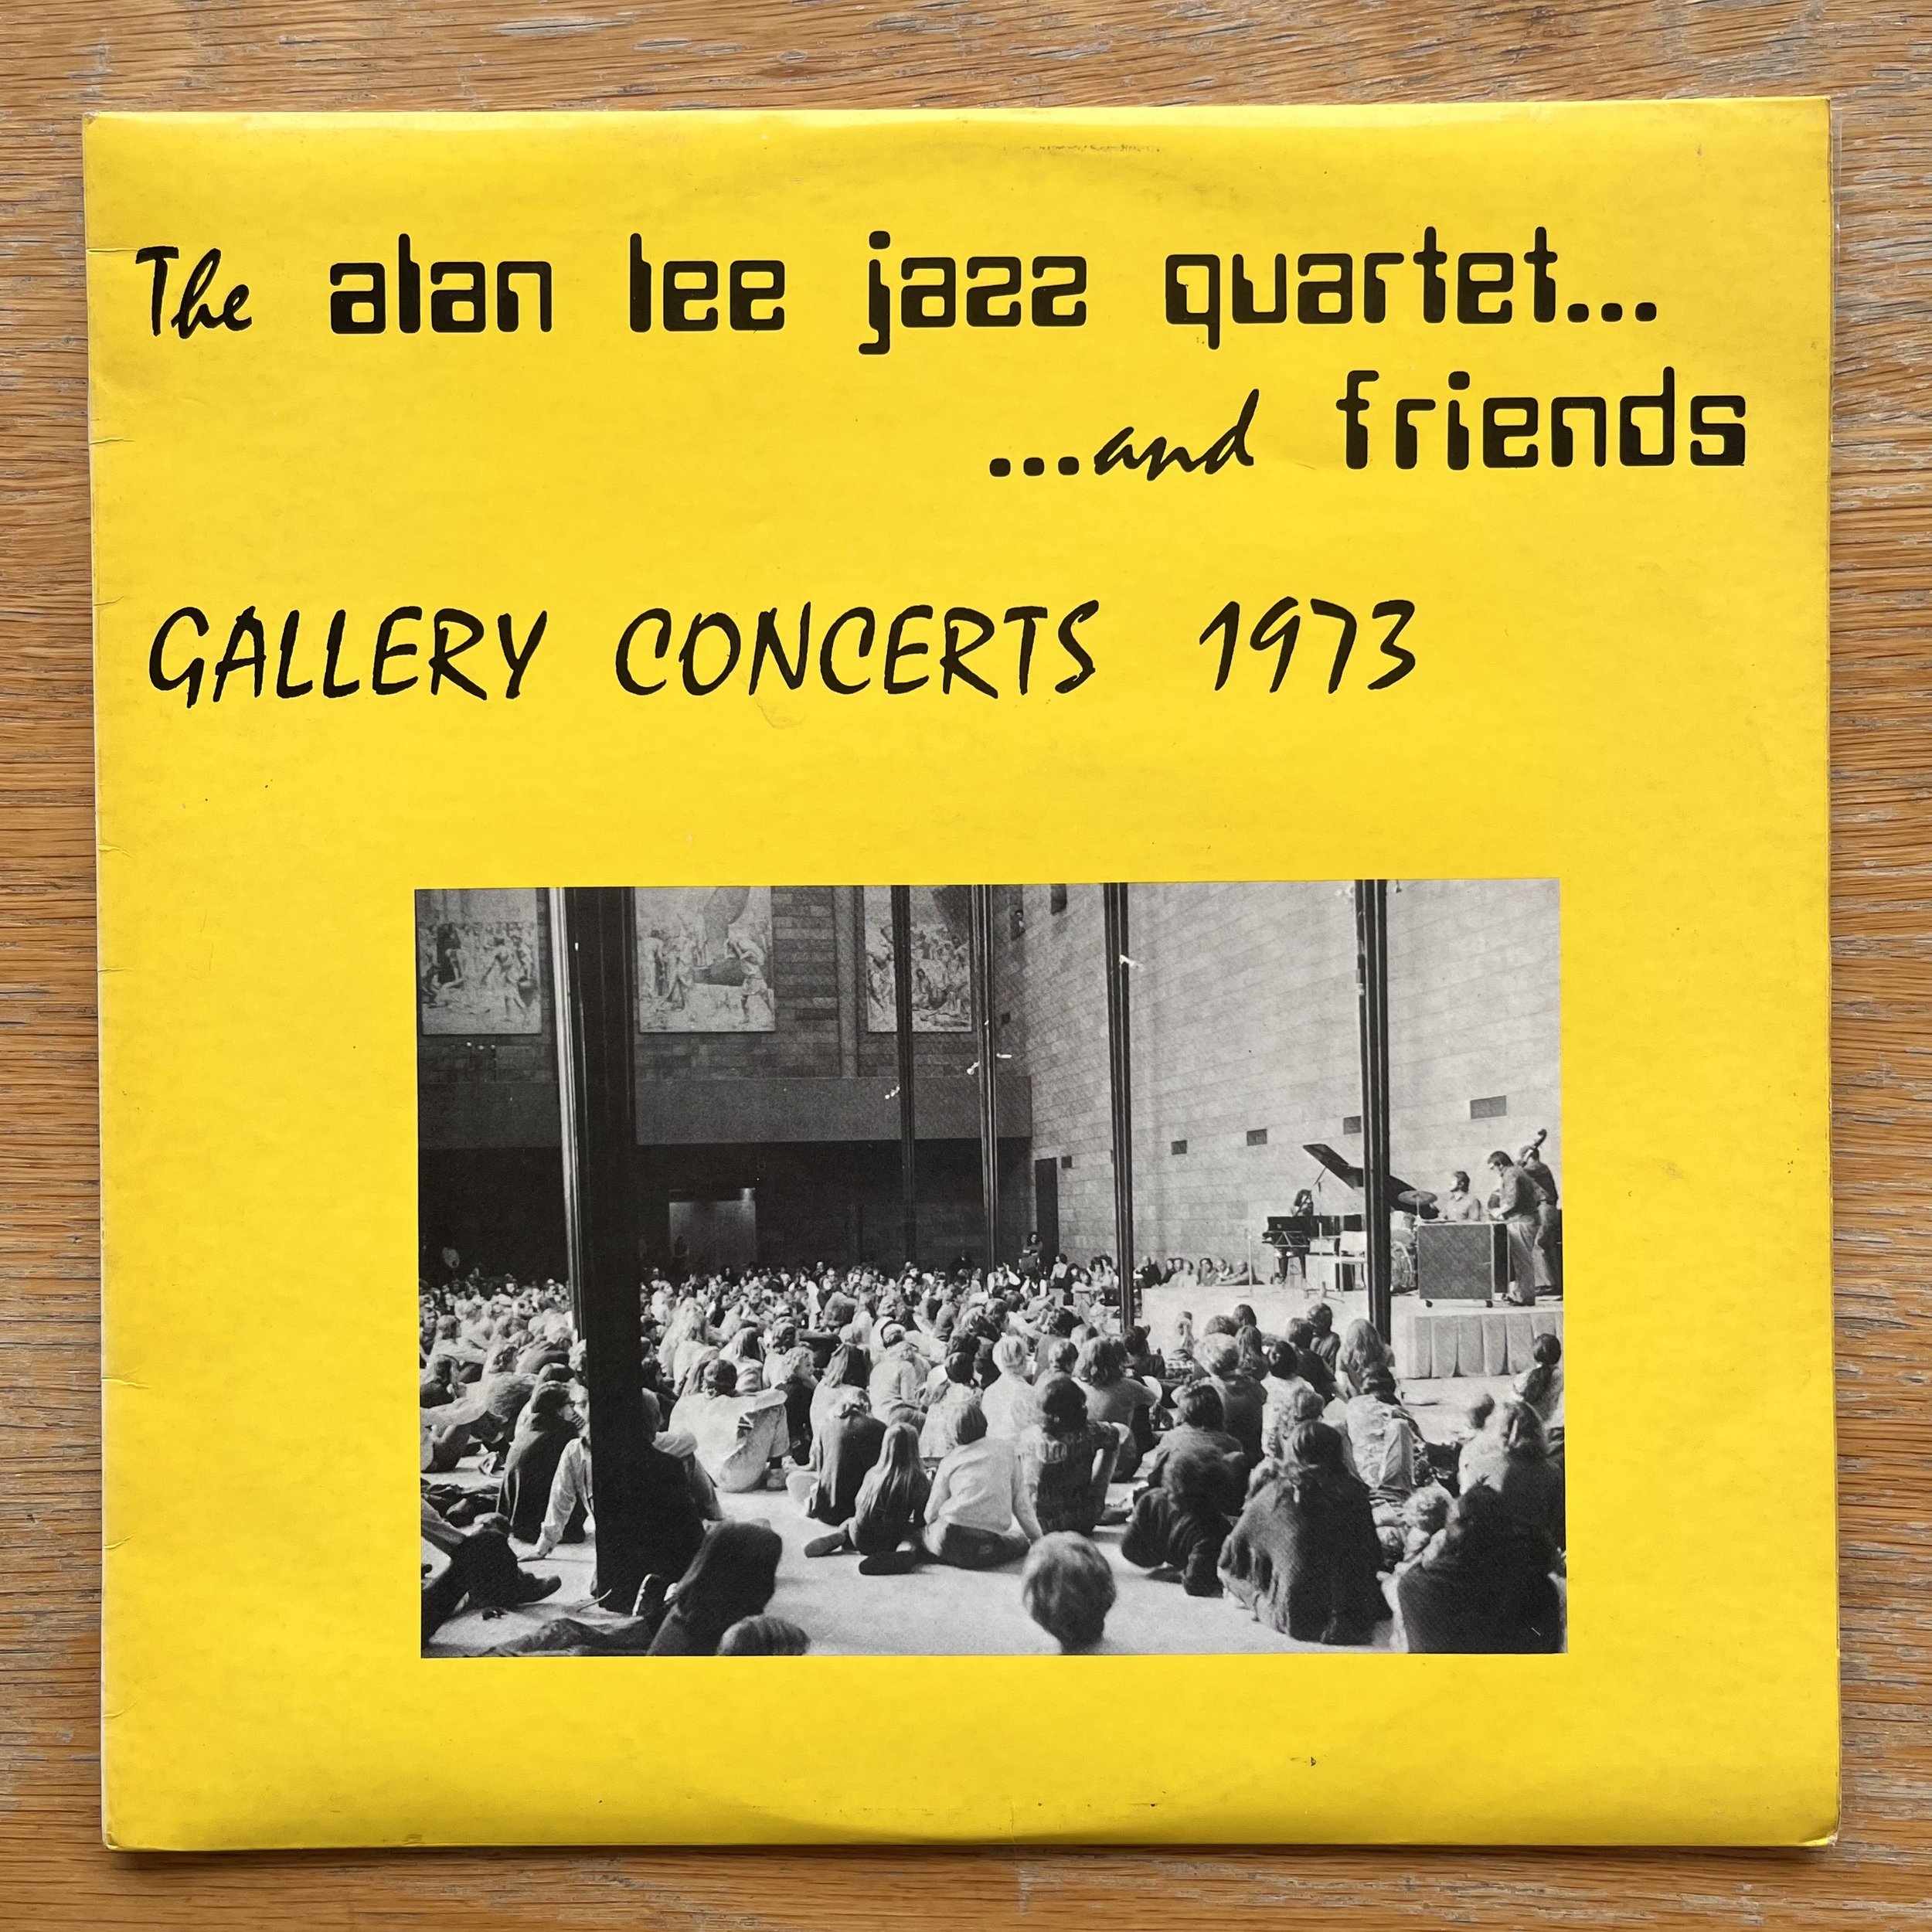 The alan lee jazz quartet...
...and friends
GALLERY CONCERTS 1973